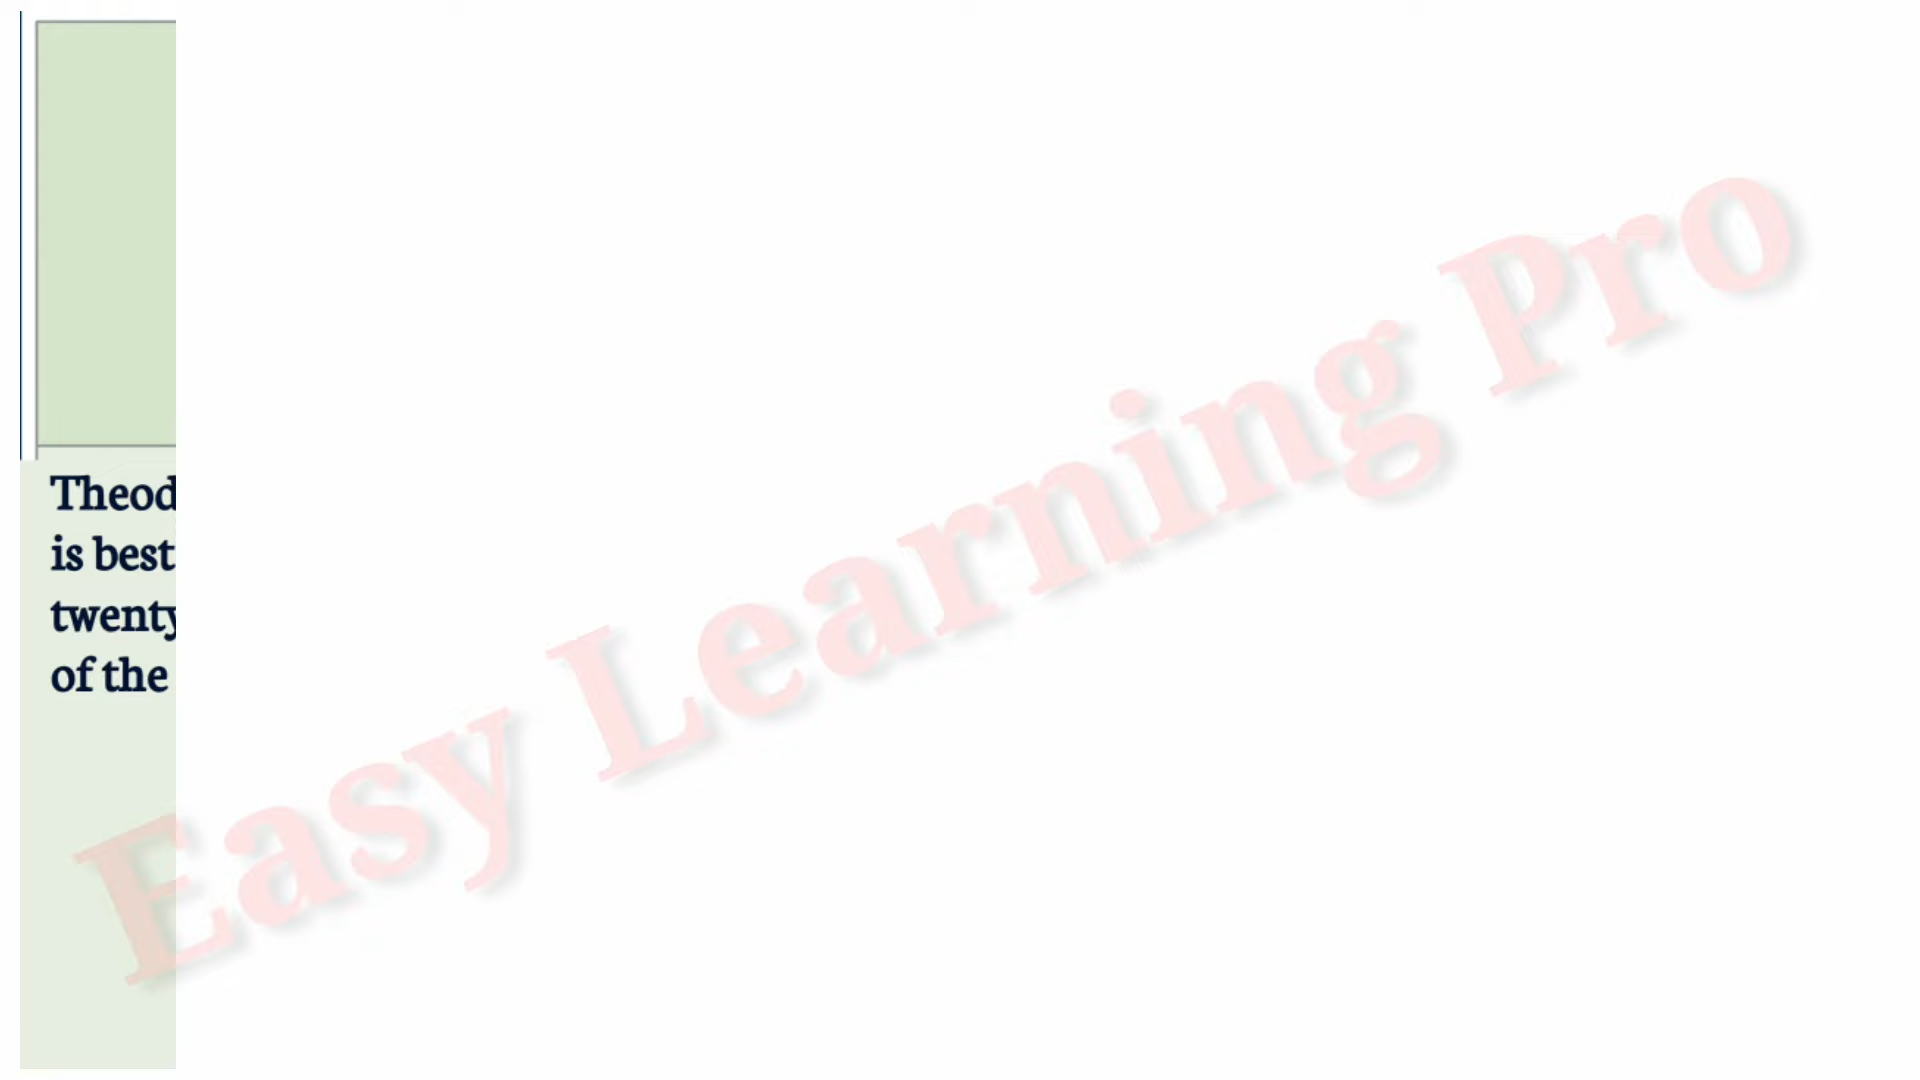 Theod
is best
twenty
of the
Easy Learning Pro